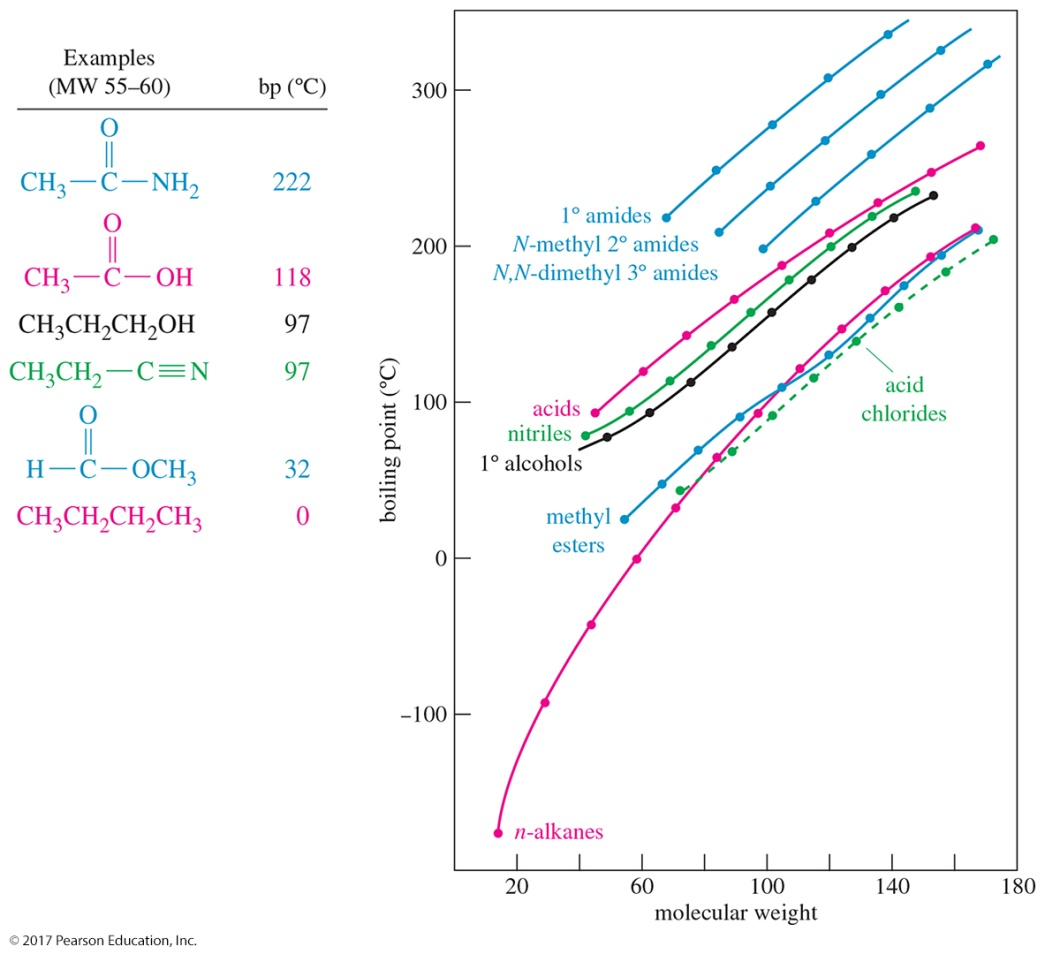 Examples
(MW 55–60) bp (°C)
O
CH₃—C—NH₂ 222
O
CH₃—C—OH 118
CH₃CH₂CH₂OH 97
CH₃CH₂—C≡N 97
O
H—C—OCH₃ 32
CH₃CH₂CH₂CH₃ 0
boiling point (°C)
300
200
100
0
–100
1° amides
N-methyl 2° amides
N,N-dimethyl 3° amides
acids
nitriles
1° alcohols
acid
chlorides
methyl
esters
n-alkanes
20 60 100 140 180
molecular weight
© 2017 Pearson Education, Inc.